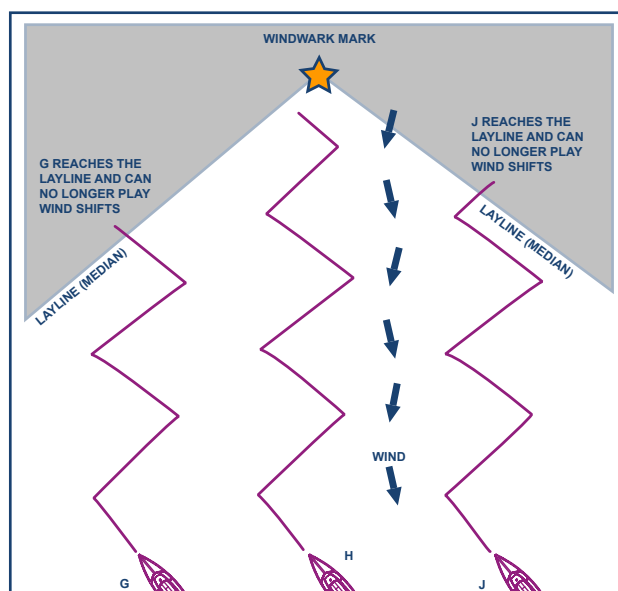 WINDWARK MARK
J REACHES THE
LAYLINE AND CAN
NO LONGER PLAY
WIND SHIFTS
G REACHES THE
LAYLINE AND CAN
NO LONGER PLAY
WIND SHIFTS
LAYLINE (MEDIAN)
LAYLINE (MEDIAN)
WIND
H
G
J